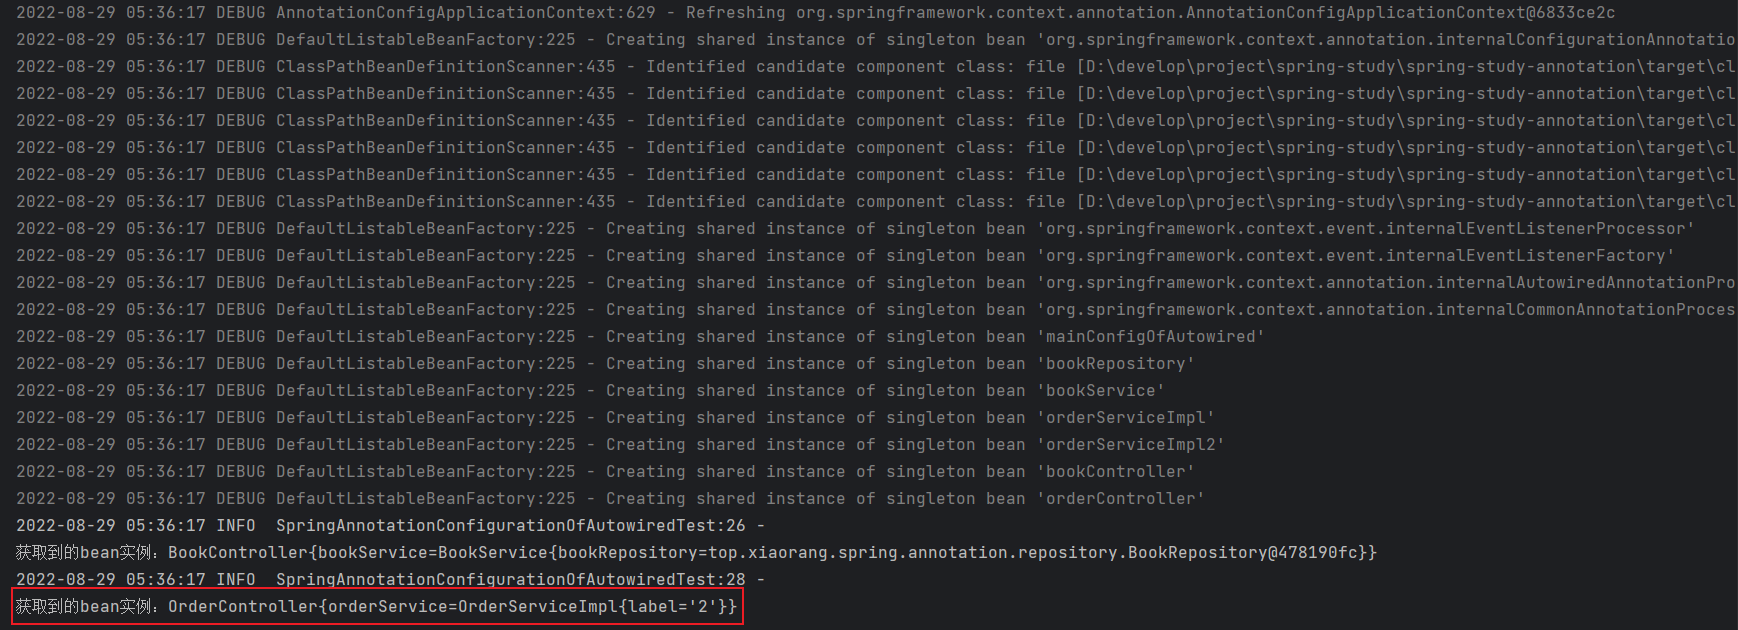 2022-08-29 05:36:17 DEBUG AnnotationConfigApplicationContext:629 - Refreshing org.springframework.context.annotation.AnnotationConfigApplicationContext@6833ce2c
2022-08-29 05:36:17 DEBUG DefaultListableBeanFactory:225 - Creating shared instance of singleton bean 'org.springframework.context.annotation.internalConfigurationAnnotatio
2022-08-29 05:36:17 DEBUG ClassPathBeanDefinitionScanner:435 - Identified candidate component class: file [D:\develop\project\spring-study\spring-study-annotation\target\cl
2022-08-29 05:36:17 DEBUG ClassPathBeanDefinitionScanner:435 - Identified candidate component class: file [D:\develop\project\spring-study\spring-study-annotation\target\cl
2022-08-29 05:36:17 DEBUG ClassPathBeanDefinitionScanner:435 - Identified candidate component class: file [D:\develop\project\spring-study\spring-study-annotation\target\cl
2022-08-29 05:36:17 DEBUG ClassPathBeanDefinitionScanner:435 - Identified candidate component class: file [D:\develop\project\spring-study\spring-study-annotation\target\cl
2022-08-29 05:36:17 DEBUG ClassPathBeanDefinitionScanner:435 - Identified candidate component class: file [D:\develop\project\spring-study\spring-study-annotation\target\cl
2022-08-29 05:36:17 DEBUG ClassPathBeanDefinitionScanner:435 - Identified candidate component class: file [D:\develop\project\spring-study\spring-study-annotation\target\cl
2022-08-29 05:36:17 DEBUG DefaultListableBeanFactory:225 - Creating shared instance of singleton bean 'org.springframework.context.event.internalEventListenerProcessor'
2022-08-29 05:36:17 DEBUG DefaultListableBeanFactory:225 - Creating shared instance of singleton bean 'org.springframework.context.event.internalEventListenerFactory'
2022-08-29 05:36:17 DEBUG DefaultListableBeanFactory:225 - Creating shared instance of singleton bean 'org.springframework.context.annotation.internalAutowiredAnnotationPro
2022-08-29 05:36:17 DEBUG DefaultListableBeanFactory:225 - Creating shared instance of singleton bean 'org.springframework.context.annotation.internalCommonAnnotationProces
2022-08-29 05:36:17 DEBUG DefaultListableBeanFactory:225 - Creating shared instance of singleton bean 'mainConfigOfAutowired'
2022-08-29 05:36:17 DEBUG DefaultListableBeanFactory:225 - Creating shared instance of singleton bean 'bookRepository'
2022-08-29 05:36:17 DEBUG DefaultListableBeanFactory:225 - Creating shared instance of singleton bean 'bookService'
2022-08-29 05:36:17 DEBUG DefaultListableBeanFactory:225 - Creating shared instance of singleton bean 'orderServiceImpl'
2022-08-29 05:36:17 DEBUG DefaultListableBeanFactory:225 - Creating shared instance of singleton bean 'orderServiceImpl2'
2022-08-29 05:36:17 DEBUG DefaultListableBeanFactory:225 - Creating shared instance of singleton bean 'bookController'
2022-08-29 05:36:17 DEBUG DefaultListableBeanFactory:225 - Creating shared instance of singleton bean 'orderController'
2022-08-29 05:36:17 INFO  SpringAnnotationConfigurationOfAutowiredTest:26 -
获取到的bean实例：BookController{bookService=BookService{bookRepository=top.xiaorang.spring.annotation.repository.BookRepository@478190fc}}
2022-08-29 05:36:17 INFO  SpringAnnotationConfigurationOfAutowiredTest:28 -
获取到的bean实例：OrderController{orderService=OrderServiceImpl{label='2'}}